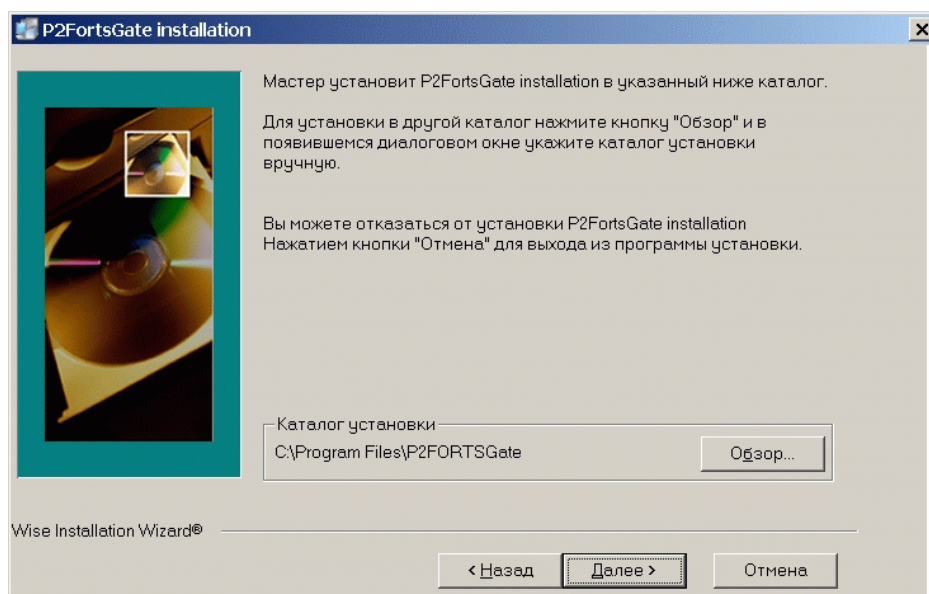 P2FortsGate installation
Мастер установит P2FortsGate installation в указанный ниже каталог.
Для установки в другой каталог нажмите кнопку "Обзор" и в
появившемся диалоговом окне укажите каталог установки
вручную.
Вы можете отказаться от установки P2FortsGate installation
Нажатием кнопки "Отмена" для выхода из программы установки.
Каталог установки
C:\Program Files\P2FORTSGate
Обзор...
Wise Installation Wizard®
< Назад
Далее >
Отмена